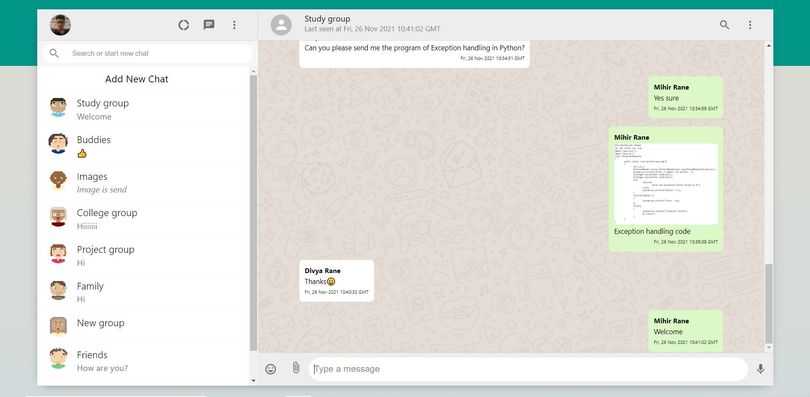 Search or start new chat
Add New Chat
Study group
Welcome
Buddies
👍
Images
Image is send
College group
Hiiiiiii
Project group
Hi
Family
Hi
New group
Friends
How are you?
Study group
Last seen at Fri, 26 Nov 2021 10:41:02 GMT
Can you please send me the program of Exception handling in Python?
Fri, 26 Nov 2021 10:34:51 GMT
Mihir Rane
Yes sure
Fri, 26 Nov 2021 10:34:59 GMT
Mihir Rane
Exception handling code
Fri, 26 Nov 2021 10:39:38 GMT
Divya Rane
Thanks😀
Fri, 26 Nov 2021 10:40:32 GMT
Mihir Rane
Welcome
Fri, 26 Nov 2021 10:41:02 GMT
Type a message